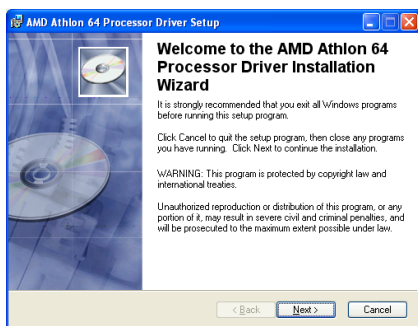 AMD Athlon 64 Processor Driver Setup
Welcome to the AMD Athlon 64
Processor Driver Installation
Wizard
It is strongly recommended that you exit all Windows programs
before running this setup program.
Click Cancel to quit the setup program, then close any programs
you have running. Click Next to continue the installation.
WARNING: This program is protected by copyright law and
international treaties.
Unauthorized reproduction or distribution of this program, or any
portion of it, may result in severe civil and criminal penalties, and
will be prosecuted to the maximum extent possible under law.
< Back Next > Cancel